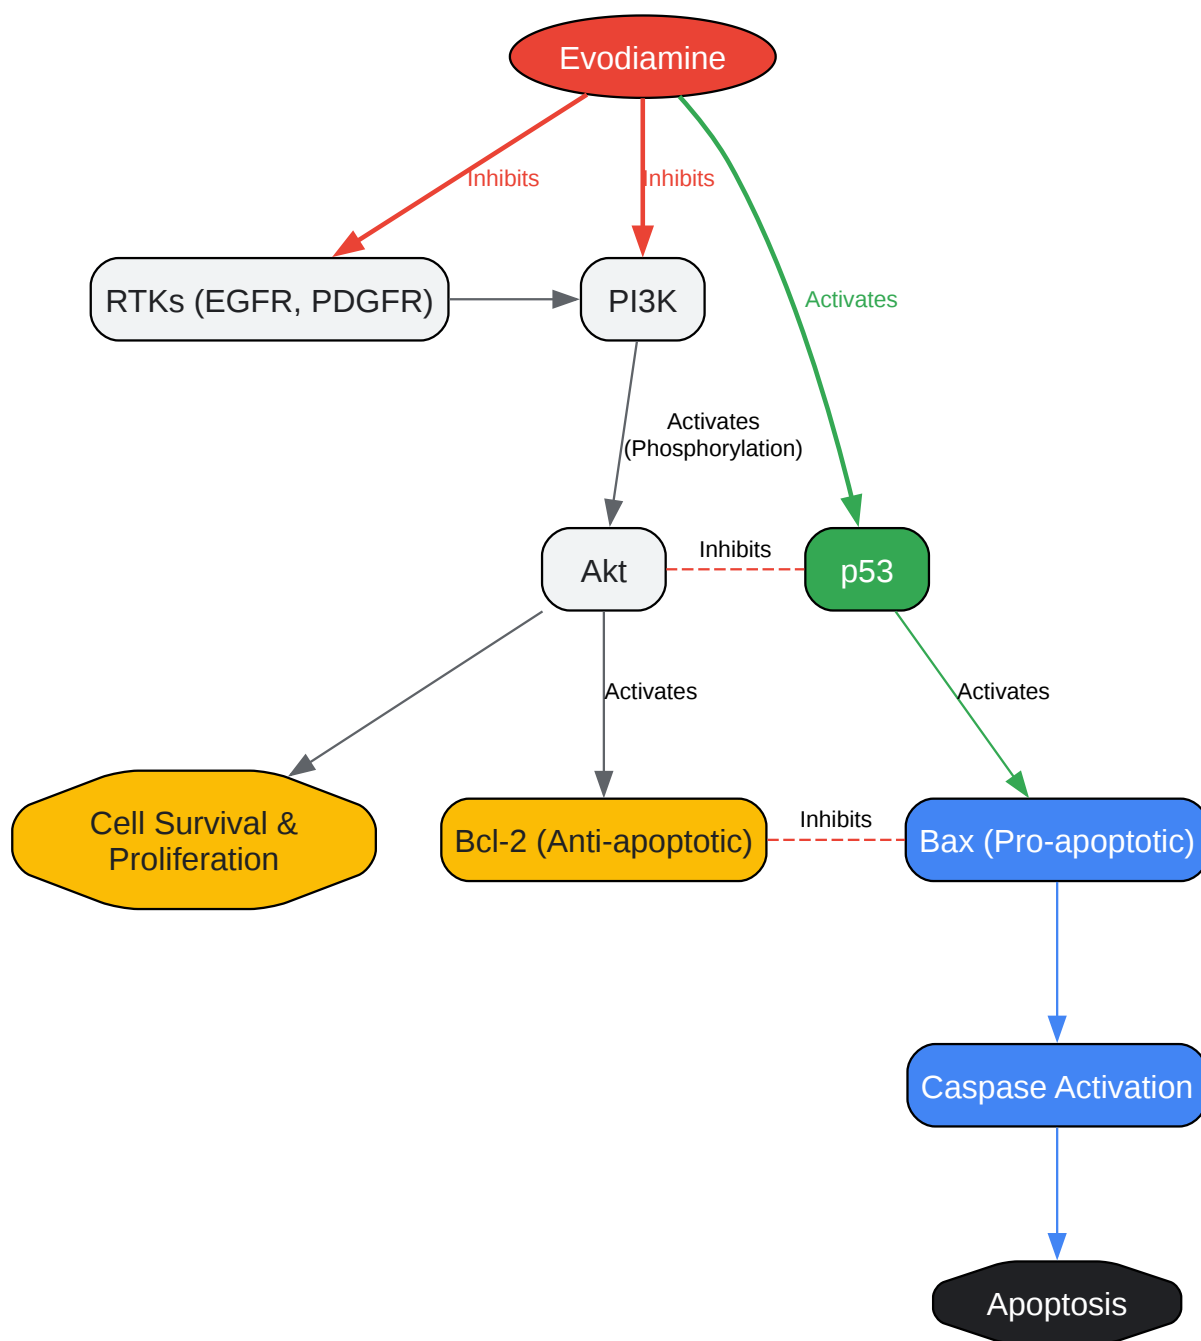 Evodiamine
Inhibits
Inhibits
RTKs (EGFR, PDGFR)
PI3K
Activates
Activates
(Phosphorylation)
Akt
Inhibits
p53
Activates
Activates
Cell Survival &
Proliferation
Bcl-2 (Anti-apoptotic)
Inhibits
Bax (Pro-apoptotic)
Caspase Activation
Apoptosis